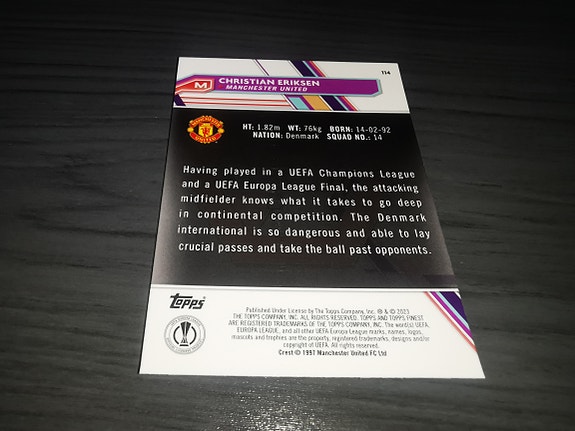 114
M
CHRISTIAN ERIKSEN
MANCHESTER UNITED
MANCHESTER
UNITED
HT: 1.82m WT: 76kg BORN: 14-02-92
NATION: Denmark SQUAD NO.: 14
Having played in a UEFA Champions League
and a UEFA Europa League Final, the attacking
midfielder knows what it takes to go deep
in continental competition. The Denmark
international is so dangerous and able to lay
crucial passes and take the ball past opponents.
Topps
Published Under License by The Topps Company, Inc. ® & © 2023
THE TOPPS COMPANY, INC. ALL RIGHTS RESERVED. TOPPS AND TOPPS FINEST
ARE REGISTERED TRADEMARKS OF THE TOPPS COMPANY, INC. The word(s) UEFA,
EUROPA LEAGUE, and all other UEFA Europa League marks, names, logos,
mascots and trophies are the property, registered trademarks, designs and/or
copyright of UEFA. All rights reserved.
Crest © 1997 Manchester United FC Ltd